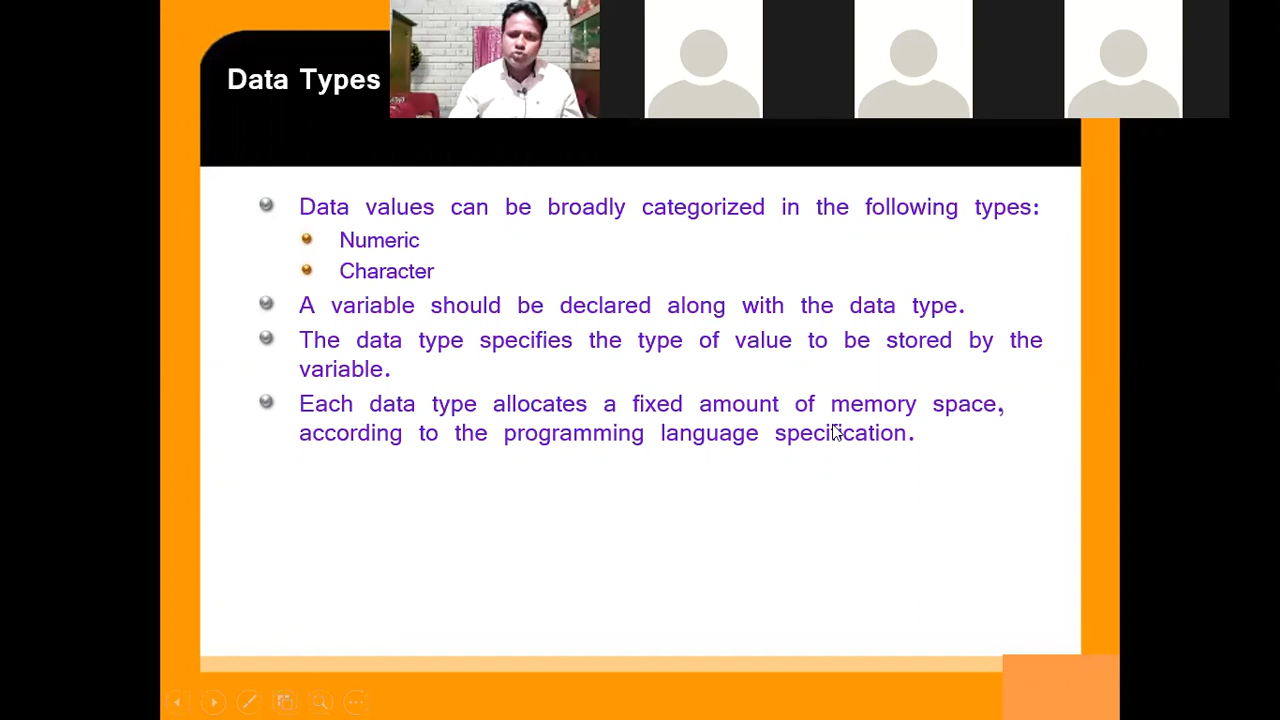 Data Types
Data values can be broadly categorized in the following types:
Numeric
Character
A variable should be declared along with the data type.
The data type specifies the type of value to be stored by the
variable.
Each data type allocates a fixed amount of memory space,
according to the programming language specification.